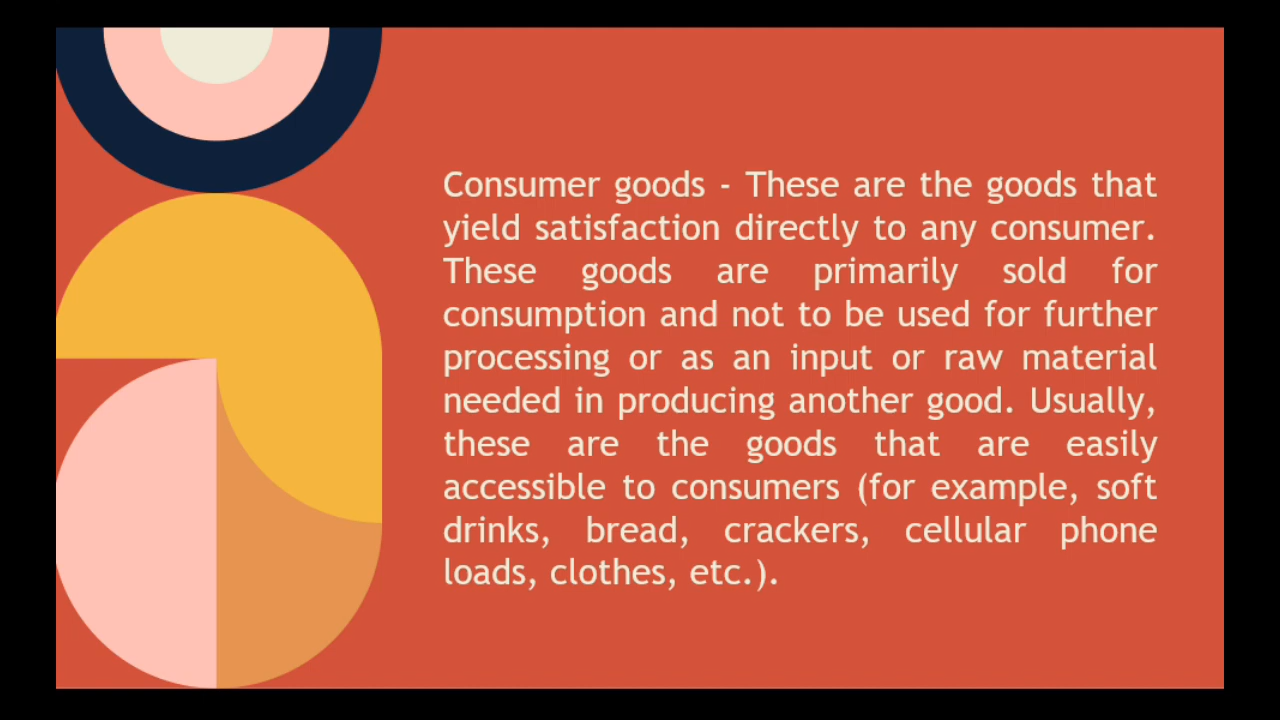 Consumer goods - These are the goods that
yield satisfaction directly to any consumer.
These goods are primarily sold for
consumption and not to be used for further
processing or as an input or raw material
needed in producing another good. Usually,
these are the goods that are easily
accessible to consumers (for example, soft
drinks, bread, crackers, cellular phone
loads, clothes, etc.).